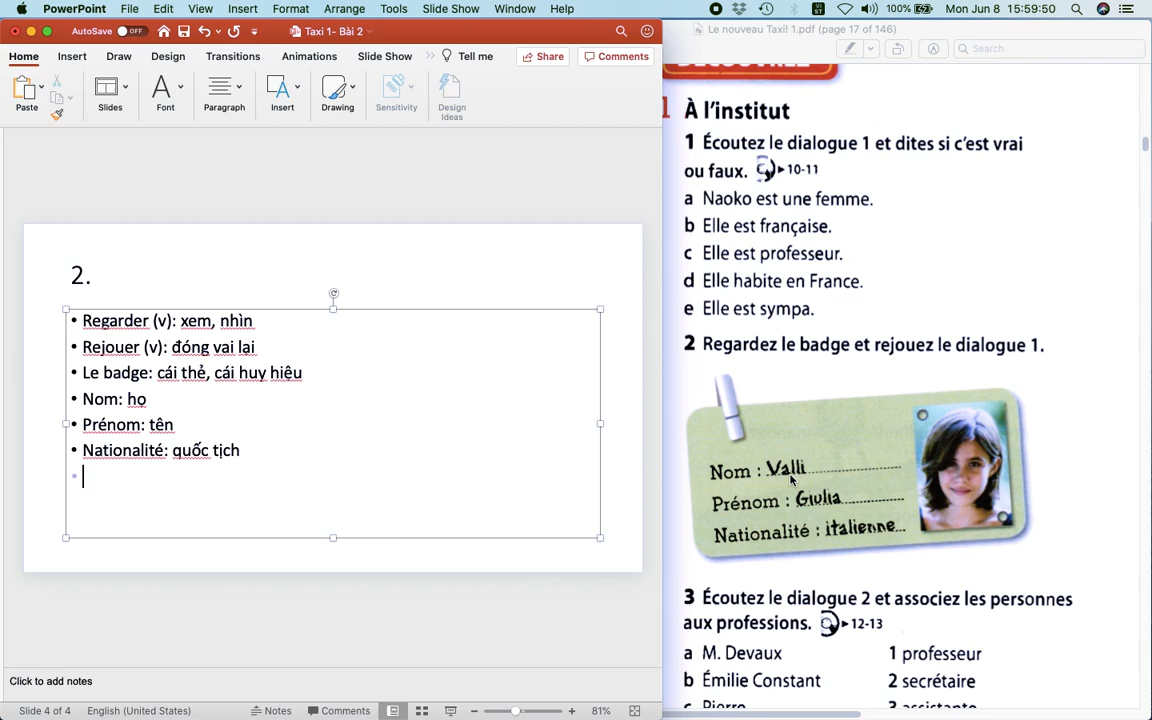 PowerPoint File Edit View Insert Format Arrange Tools Slide Show Window Help 100% Mon Jun 8 15:59:50
AutoSave OFF Taxi 1- Bài 2
Home Insert Draw Design Transitions Animations Slide Show Tell me Share Comments
Paste Slides Font Paragraph Insert Drawing Sensitivity Design Ideas
2.
• Regarder (v): xem, nhìn
• Rejouer (v): đóng vai lại
• Le badge: cái thẻ, cái huy hiệu
• Nom: họ
• Prénom: tên
• Nationalité: quốc tịch
Click to add notes
Slide 4 of 4 English (United States) Notes Comments 81%
Le nouveau Taxi! 1.pdf (page 17 of 146)
Search
1 À l'institut
1 Écoutez le dialogue 1 et dites si c'est vrai
ou faux. 10-11
a Naoko est une femme.
b Elle est française.
c Elle est professeur.
d Elle habite en France.
e Elle est sympa.
2 Regardez le badge et rejouez le dialogue 1.
Nom : Valli
Prénom : Giulia
Nationalité : italienne
3 Écoutez le dialogue 2 et associez les personnes
aux professions. 12-13
a M. Devaux 1 professeur
b Émilie Constant 2 secrétaire
c Pierre 3 assistante